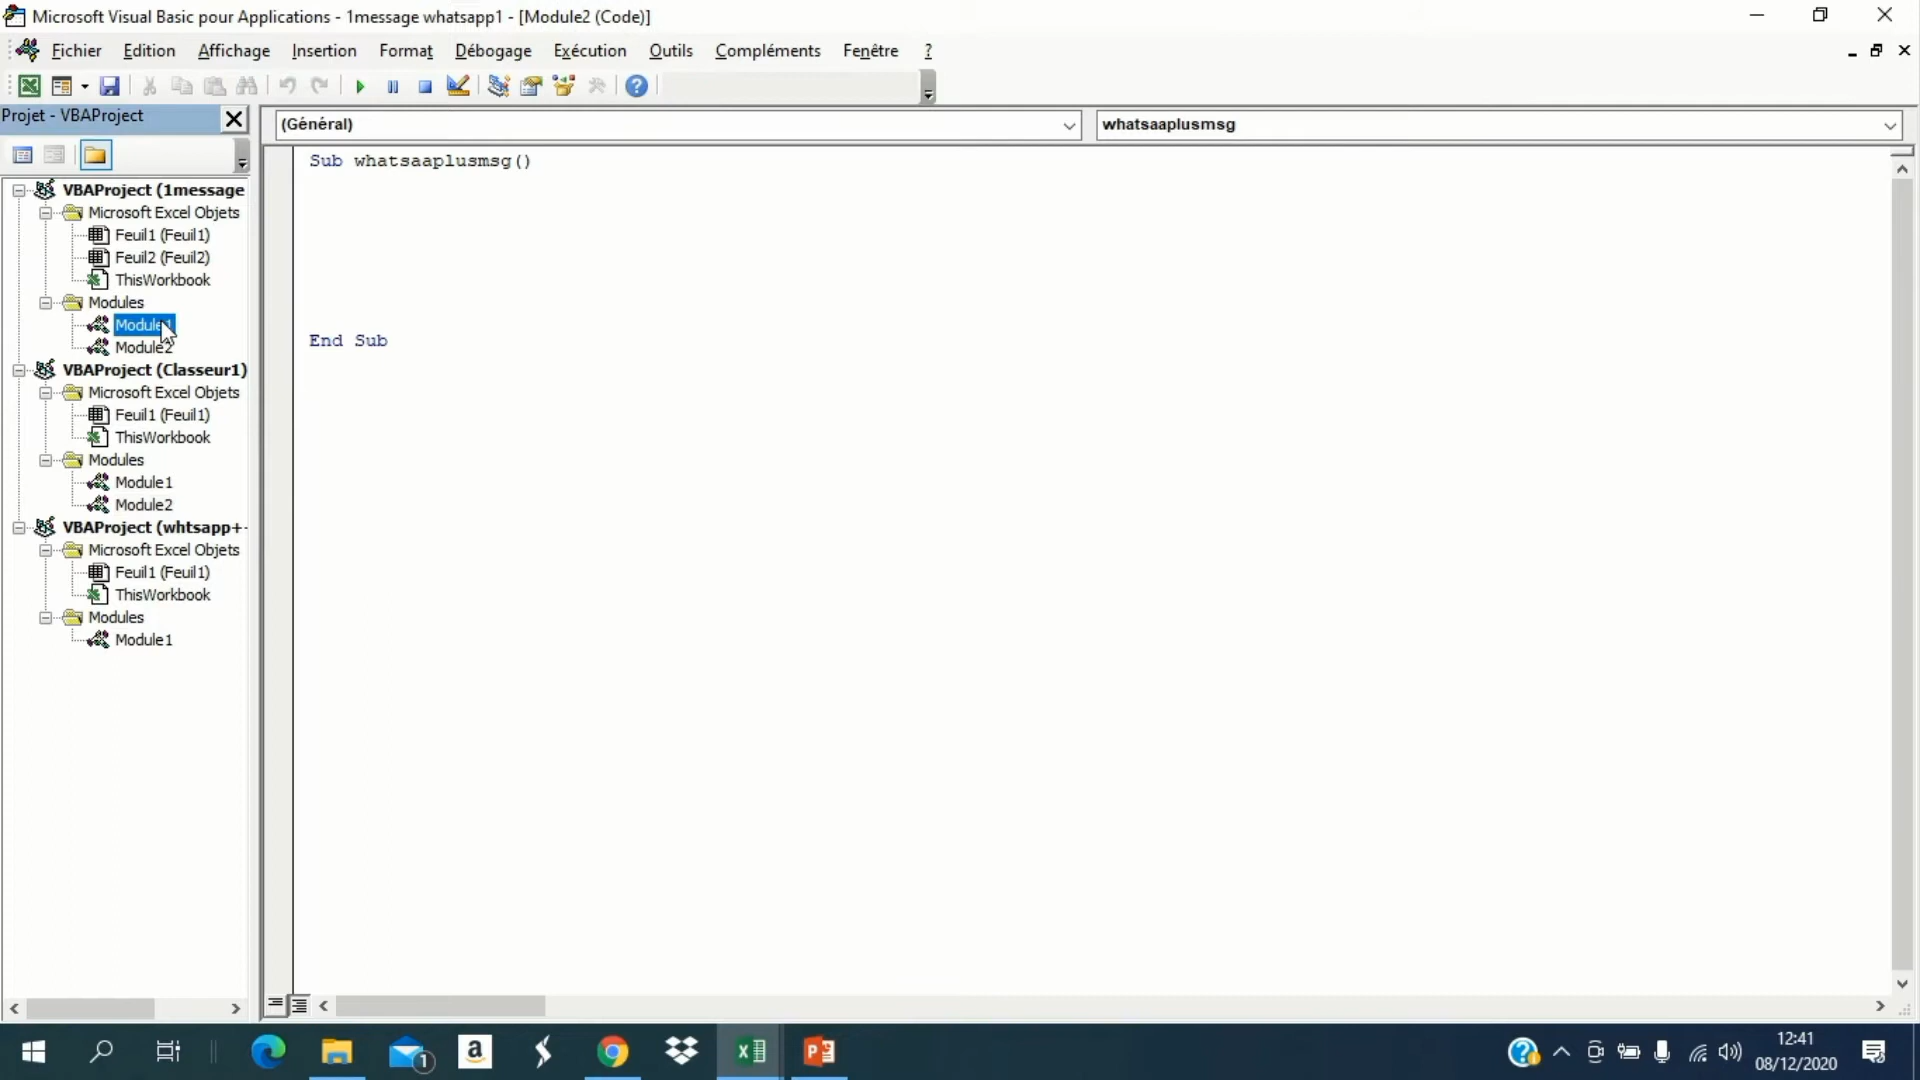 Microsoft Visual Basic pour Applications - 1message whatsapp1 - [Module2 (Code)]
Fichier Edition Affichage Insertion Format Débogage Exécution Outils Compléments Fenêtre ?
Projet - VBAProject
(Général) whatsaaplusmsg
VBAProject (1message
Microsoft Excel Objets
Feuil1 (Feuil1)
Feuil2 (Feuil2)
ThisWorkbook
Modules
Module1
Module2
VBAProject (Classeur1)
Microsoft Excel Objets
Feuil1 (Feuil1)
ThisWorkbook
Modules
Module1
Module2
VBAProject (whtsapp+-
Microsoft Excel Objets
Feuil1 (Feuil1)
ThisWorkbook
Modules
Module1
Sub whatsaaplusmsg()
End Sub
1
a
12:41
08/12/2020